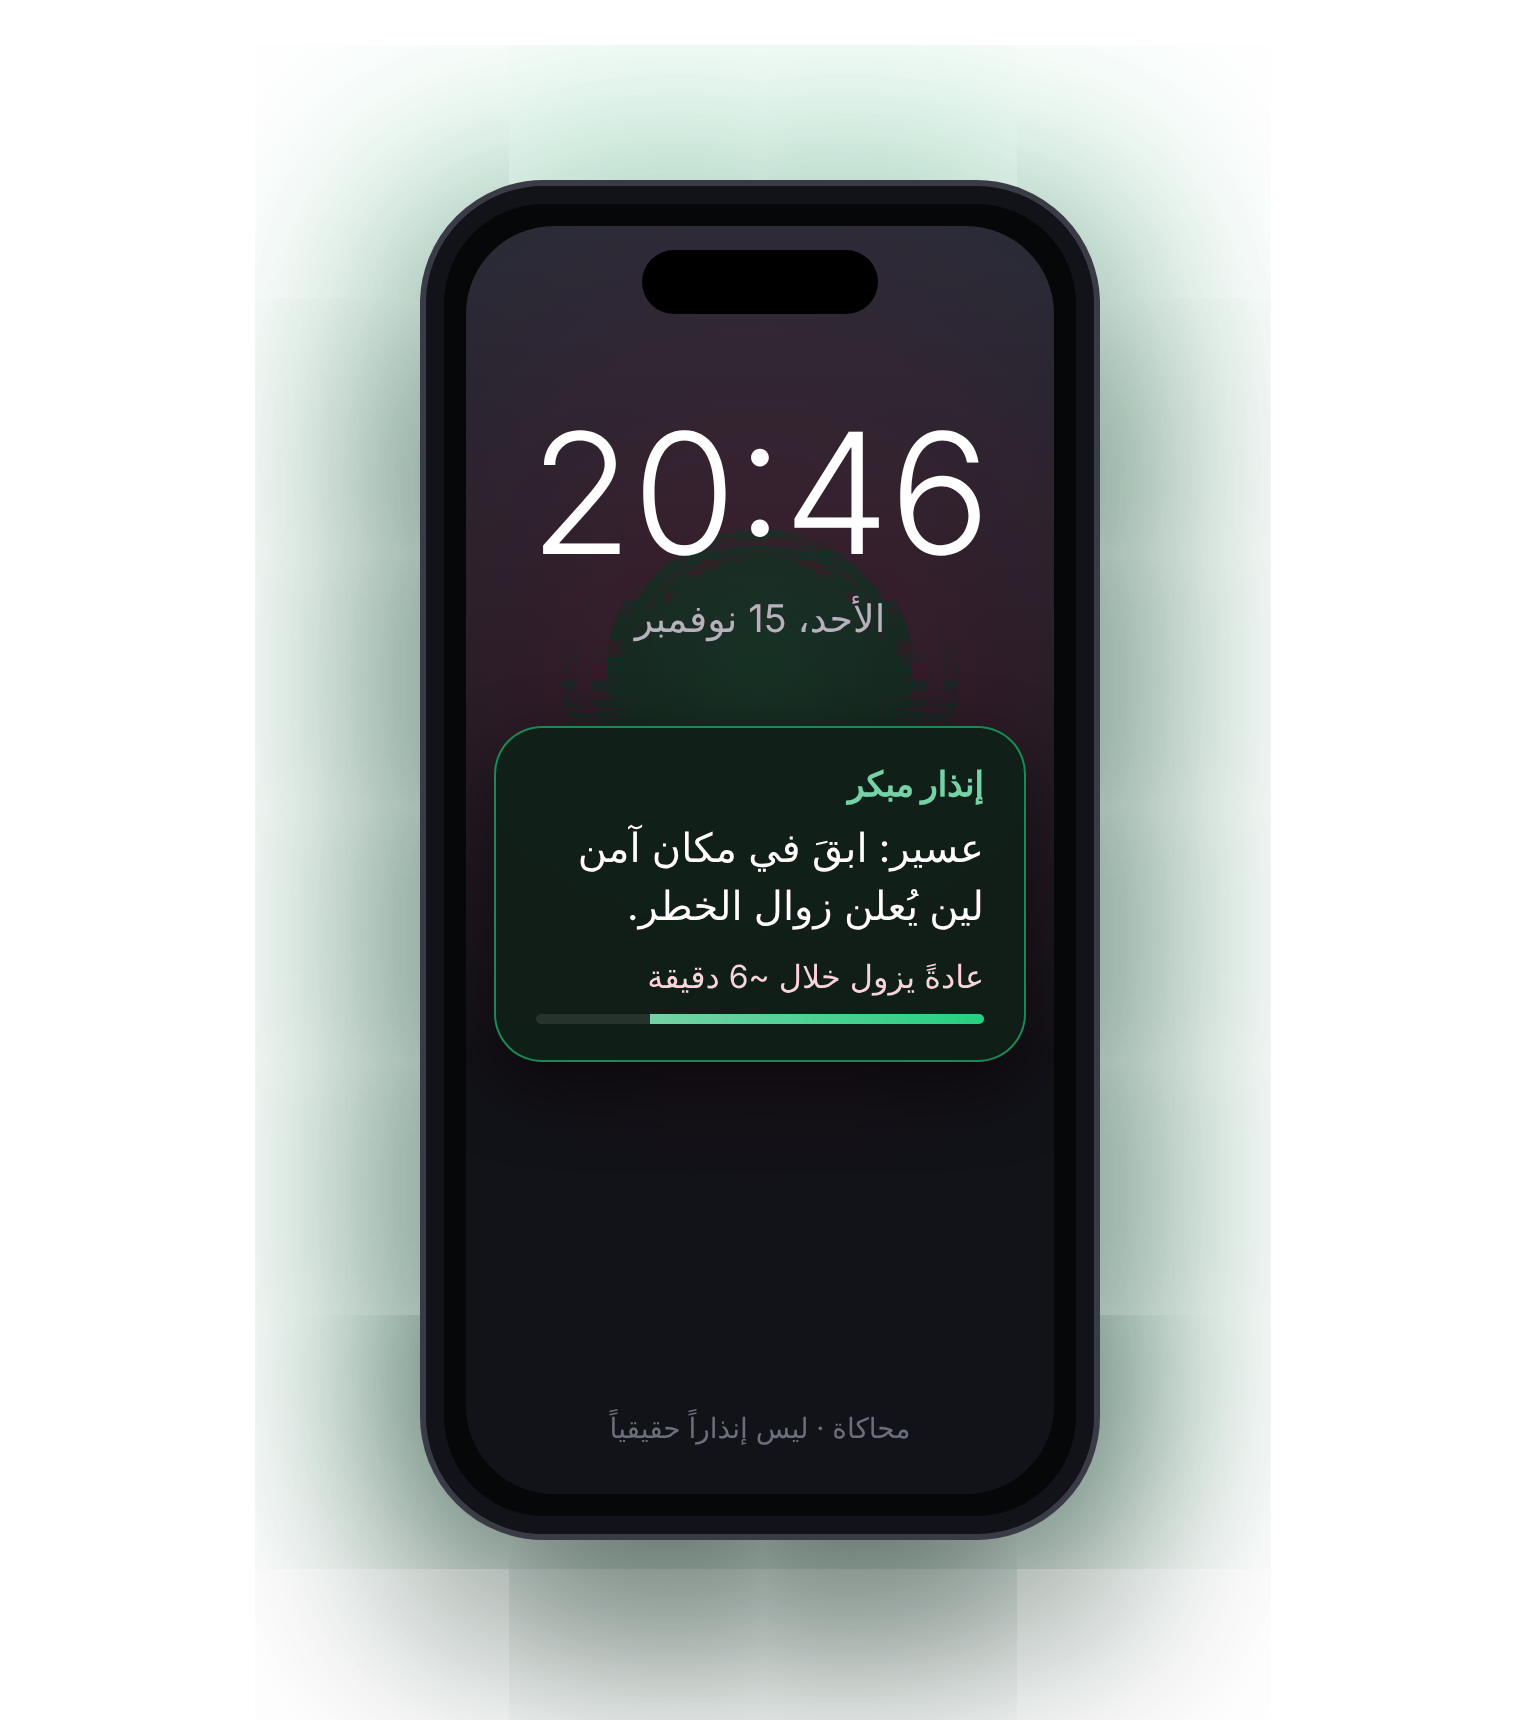 20:46
الأحد، 15 نوفمبر
إنذار مبكر
عسير: ابقَ في مكان آمن
لين يُعلن زوال الخطر.
عادةً يزول خلال ~6 دقيقة
محاكاة · ليس إنذاراً حقيقياً